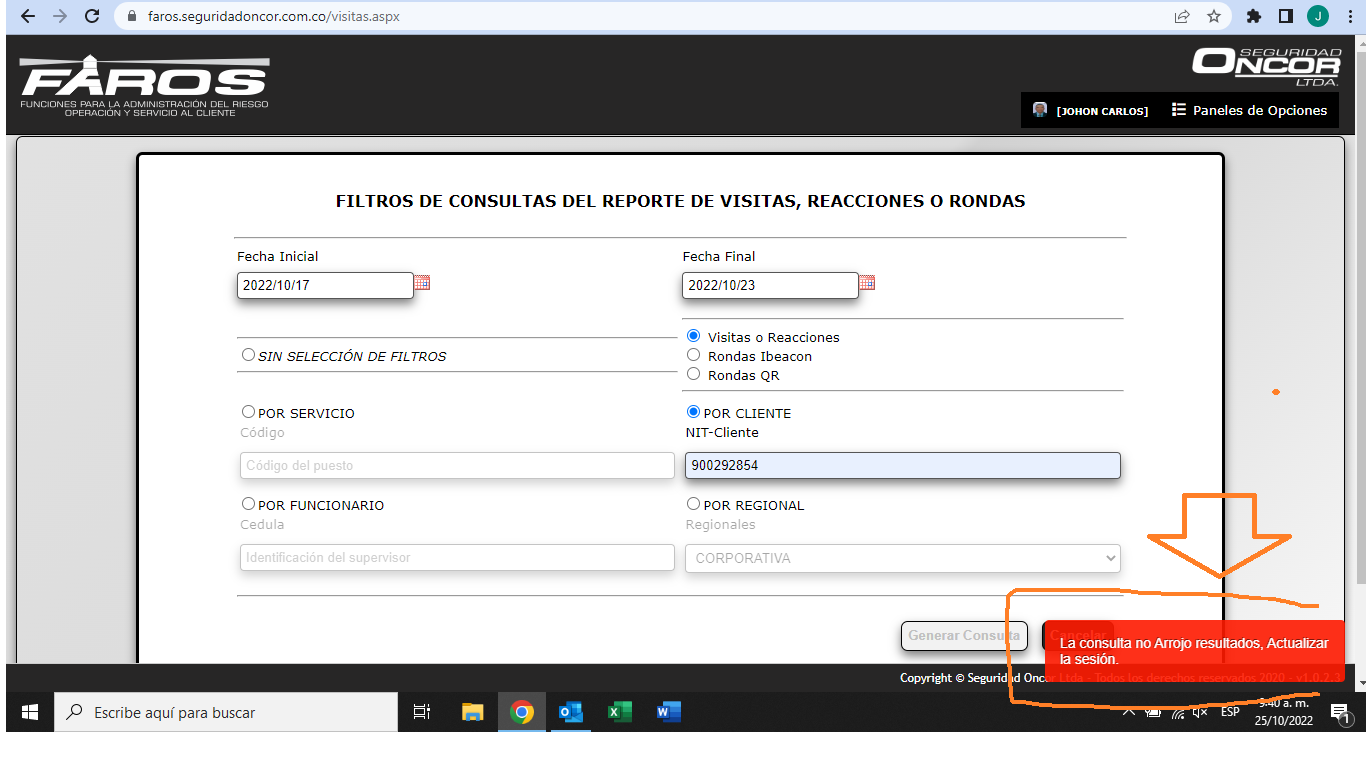 faros.seguridadoncor.com.co/visitas.aspx
J
FAROS
FUNCIONES PARA LA ADMINISTRACIÓN DEL RIESGO
OPERACIÓN Y SERVICIO AL CLIENTE
SEGURIDAD
ONCOR
LTDA.
[JOHON CARLOS]
Paneles de Opciones
FILTROS DE CONSULTAS DEL REPORTE DE VISITAS, REACCIONES O RONDAS
Fecha Inicial
Fecha Final
2022/10/17
2022/10/23
SIN SELECCIÓN DE FILTROS
Visitas o Reacciones
Rondas Ibeacon
Rondas QR
POR SERVICIO
Código
Código del puesto
POR CLIENTE
NIT-Cliente
900292854
POR FUNCIONARIO
Cedula
Identificación del supervisor
POR REGIONAL
Regionales
CORPORATIVA
Generar Consulta
Cancelar
La consulta no Arrojo resultados, Actualizar
la sesión.
Copyright © Seguridad Oncor Ltda - Todos los derechos reservados 2020 - v1.0.2.3
Escribe aquí para buscar
ESP
9:40 a. m.
25/10/2022
1